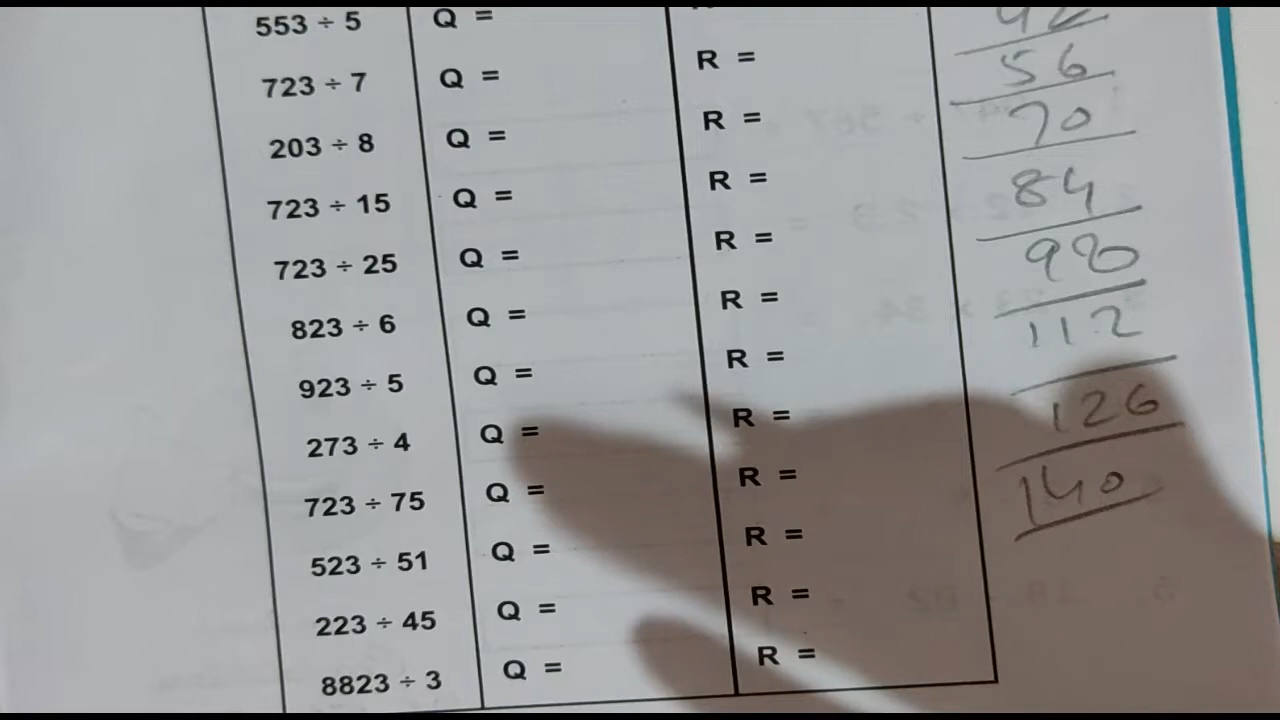 553 ÷ 5 Q =
723 ÷ 7 Q = R =
203 ÷ 8 Q = R =
723 ÷ 15 Q = R =
723 ÷ 25 Q = R =
823 ÷ 6 Q = R =
923 ÷ 5 Q = R =
273 ÷ 4 Q = R =
723 ÷ 75 Q = R =
523 ÷ 51 Q = R =
223 ÷ 45 Q = R =
8823 ÷ 3 Q = R =
56
70
84
98
112
126
140